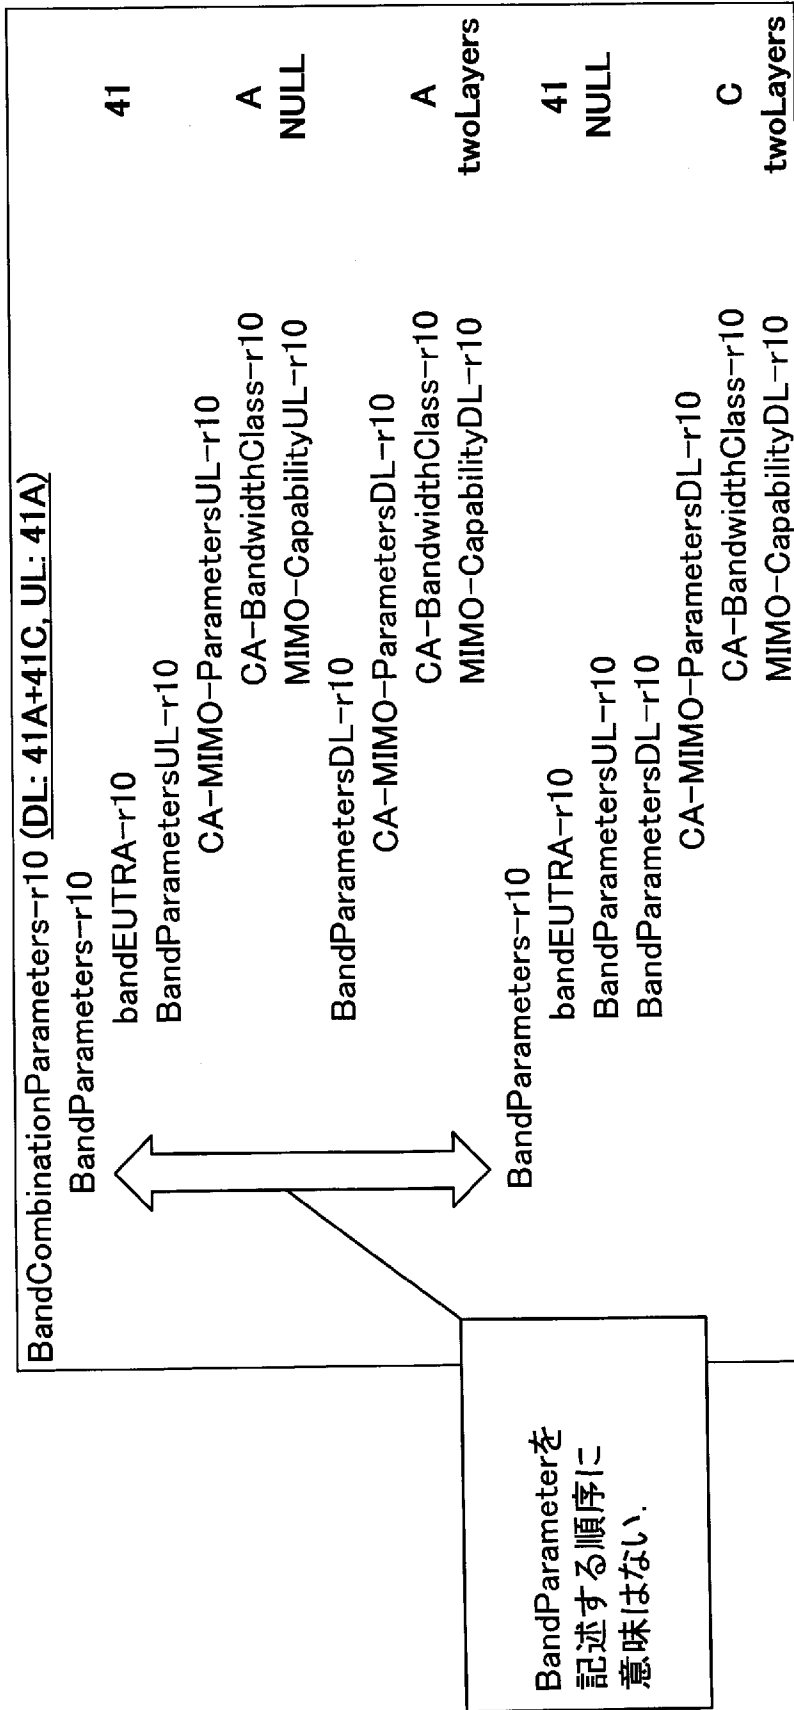 BandCombinationParameters-r10 (DL: 41A+41C, UL: 41A)
BandParameters-r10
bandEUTRA-r10 41
BandParametersUL-r10
CA-MIMO-ParametersUL-r10
CA-BandwidthClass-r10 A
MIMO-CapabilityUL-r10 NULL
BandParametersDL-r10
CA-MIMO-ParametersDL-r10
CA-BandwidthClass-r10 A
MIMO-CapabilityDL-r10 twoLayers
BandParameters-r10
bandEUTRA-r10 41
BandParametersUL-r10 NULL
BandParametersDL-r10
CA-MIMO-ParametersDL-r10
CA-BandwidthClass-r10 C
MIMO-CapabilityDL-r10 twoLayers
BandParameterを
記述する順序に
意味はない.